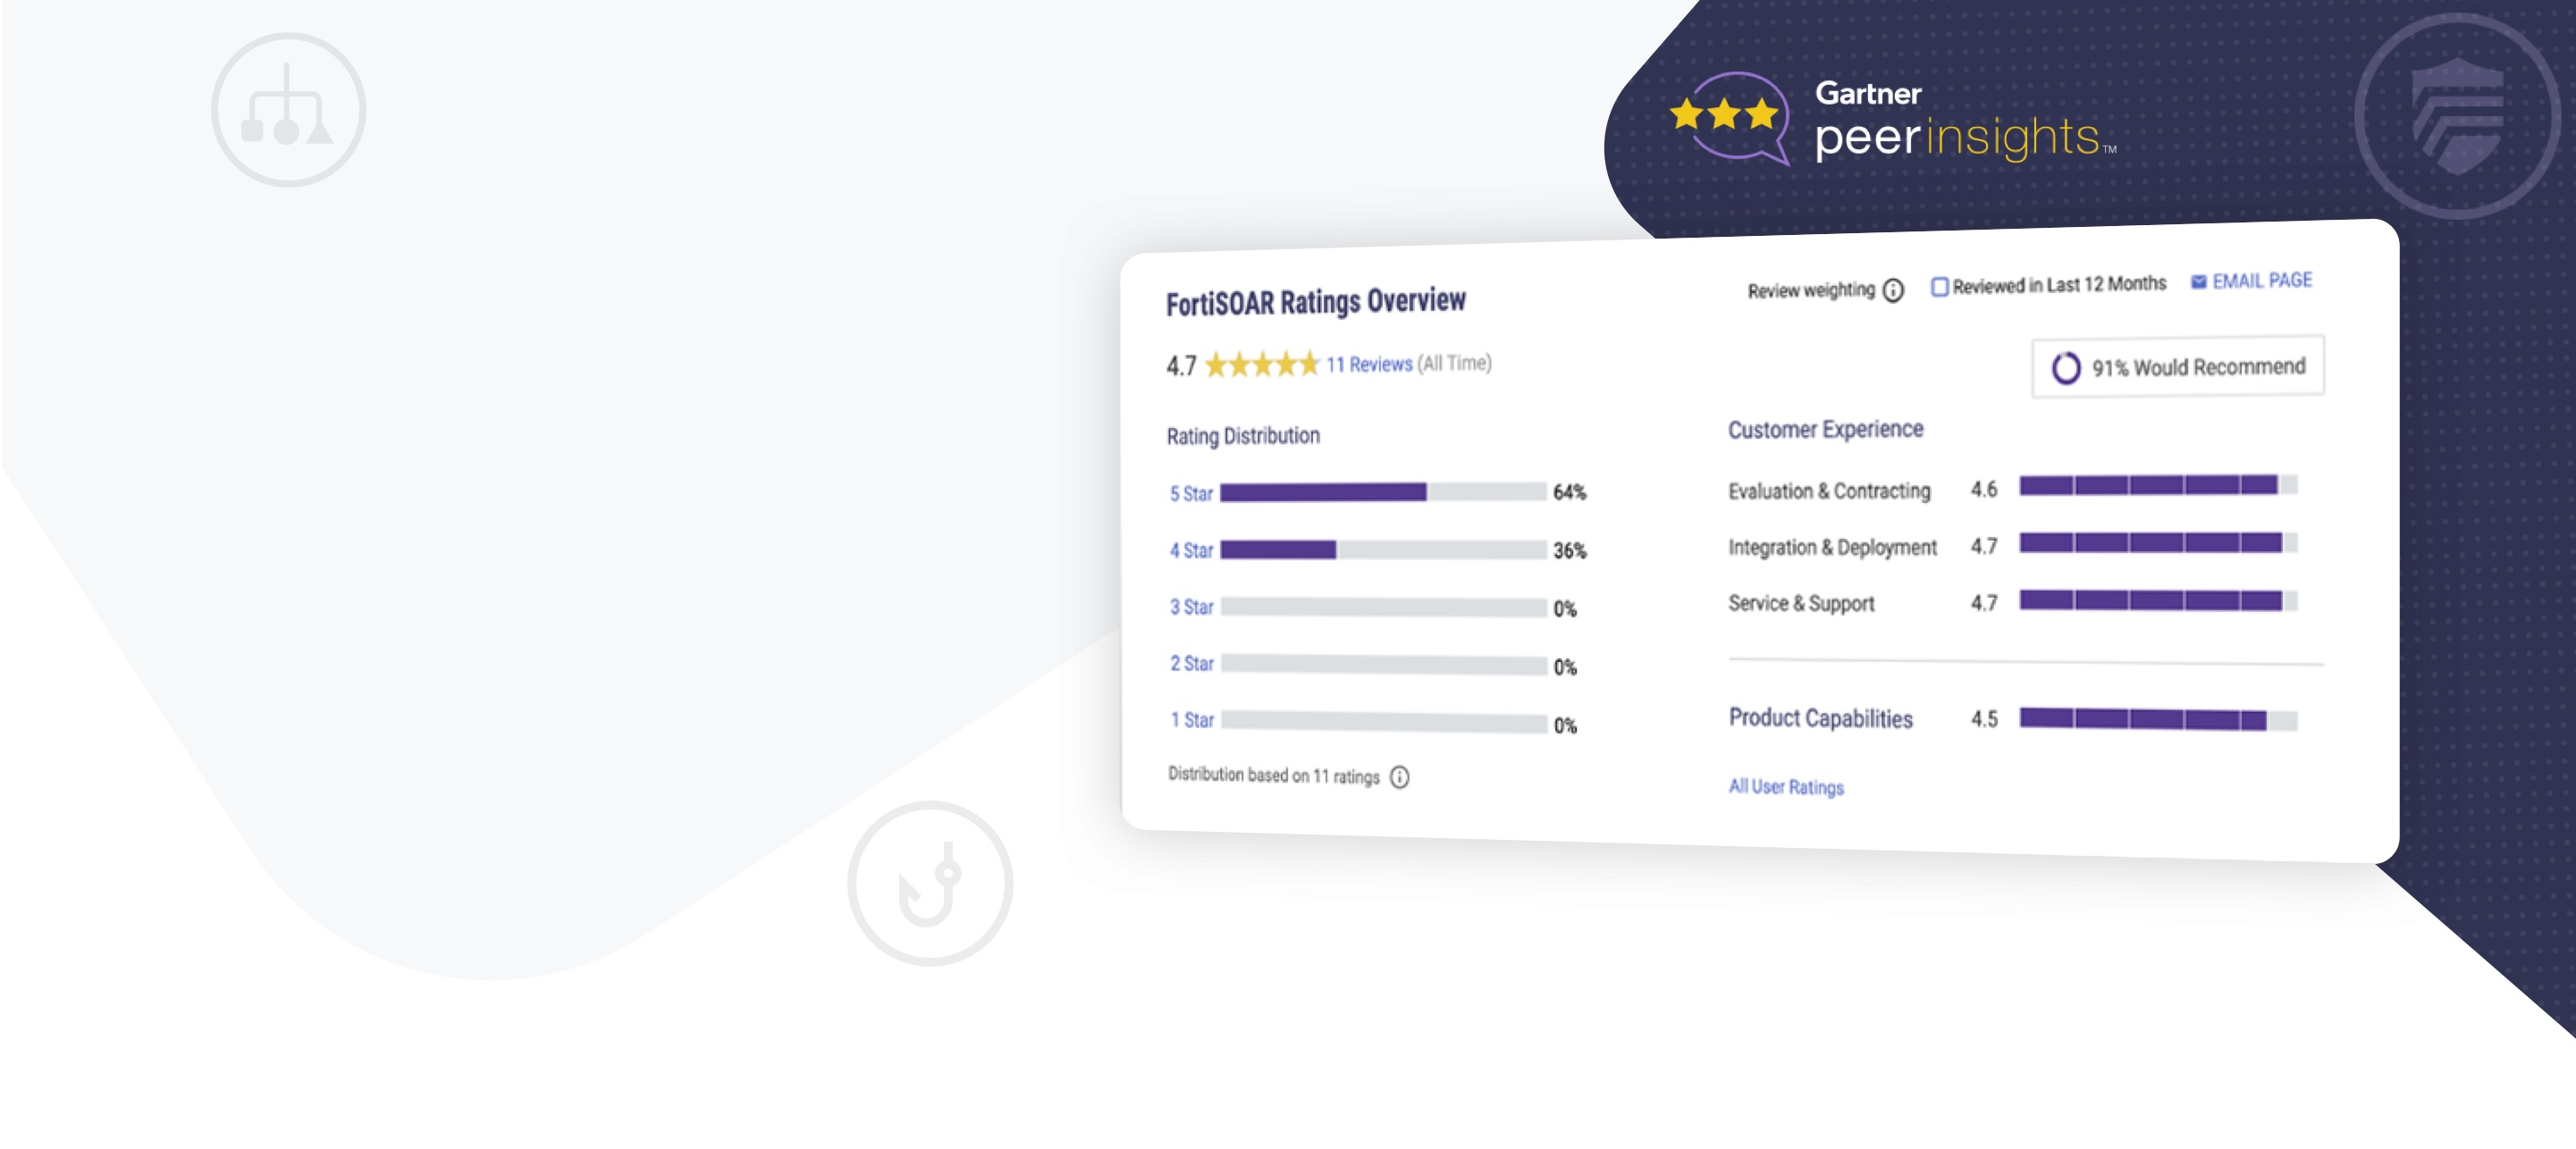 Gartner
peerinsights™
FortiSOAR Ratings Overview
Review weighting
Reviewed in Last 12 Months
EMAIL PAGE
4.7 11 Reviews (All Time)
91% Would Recommend
Rating Distribution
5 Star 64%
4 Star 36%
3 Star 0%
2 Star 0%
1 Star 0%
Distribution based on 11 ratings
Customer Experience
Evaluation & Contracting 4.6
Integration & Deployment 4.7
Service & Support 4.7
Product Capabilities 4.5
All User Ratings